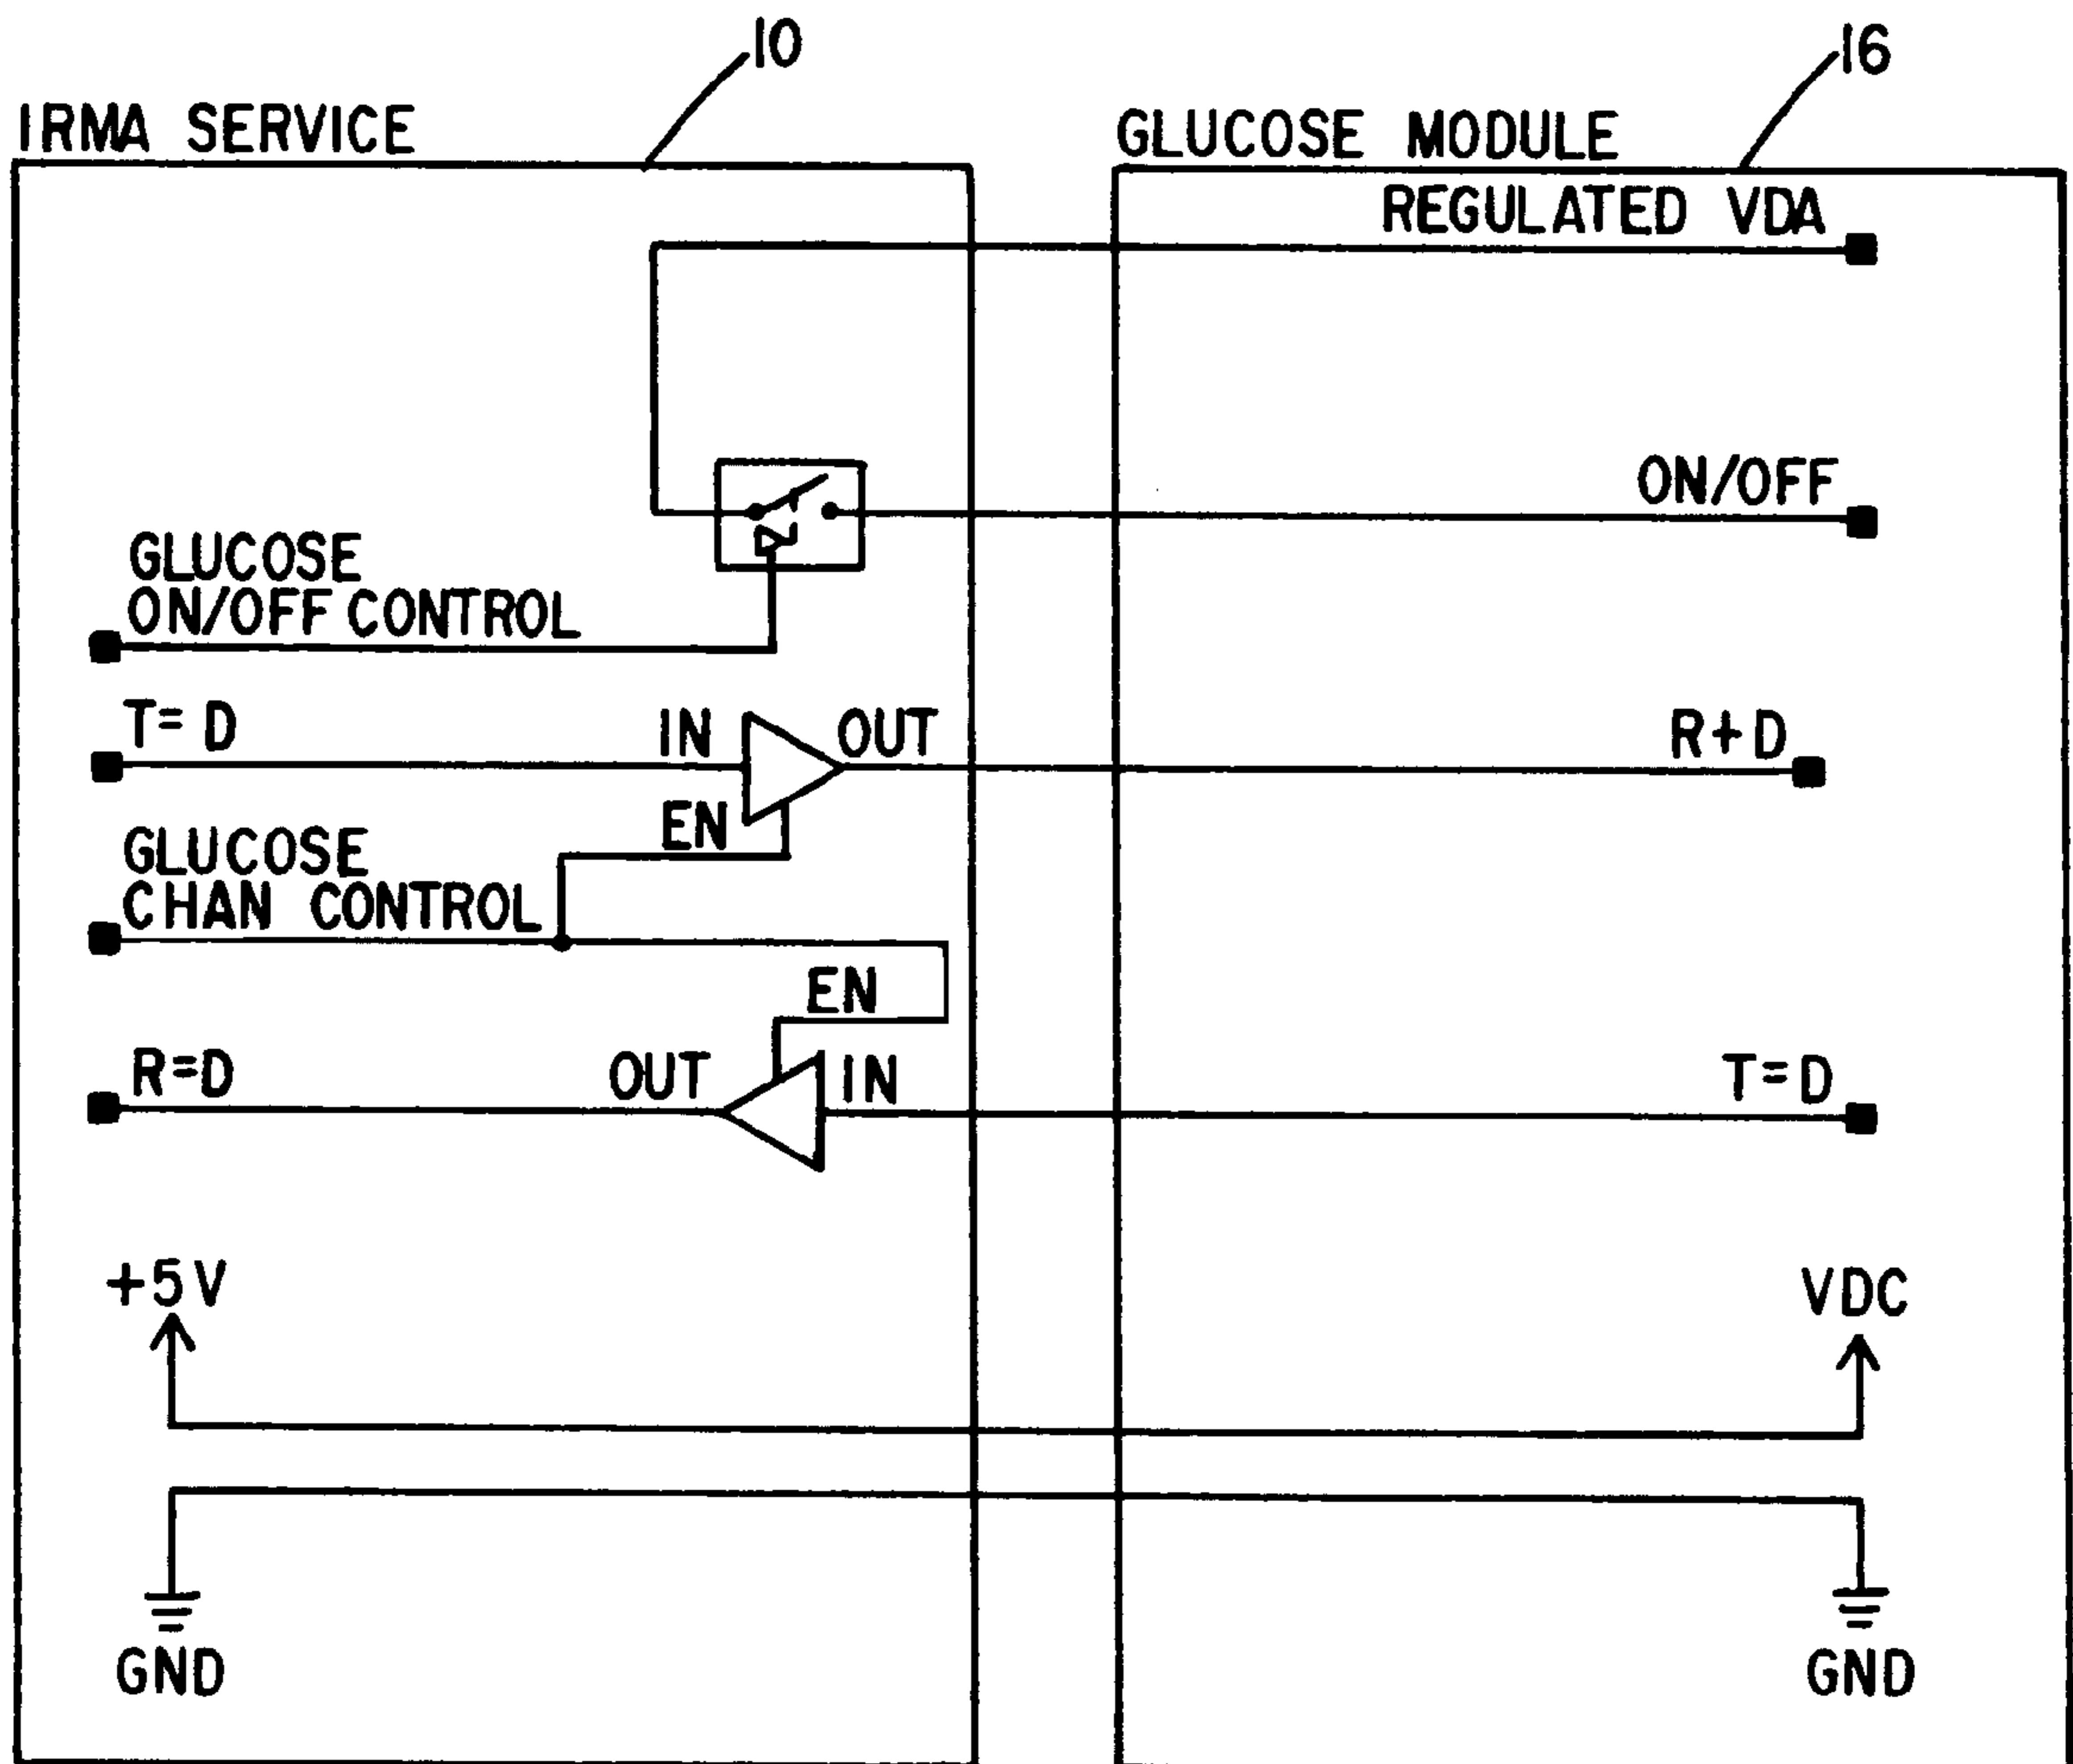 10
16
IRMA SERVICE
GLUCOSE MODULE
REGULATED VDA
ON/OFF
GLUCOSE
ON/OFF CONTROL
T=D
IN
OUT
R+D
EN
GLUCOSE
CHAN CONTROL
EN
R=D
OUT
IN
T=D
+5V
VDC
GND
GND